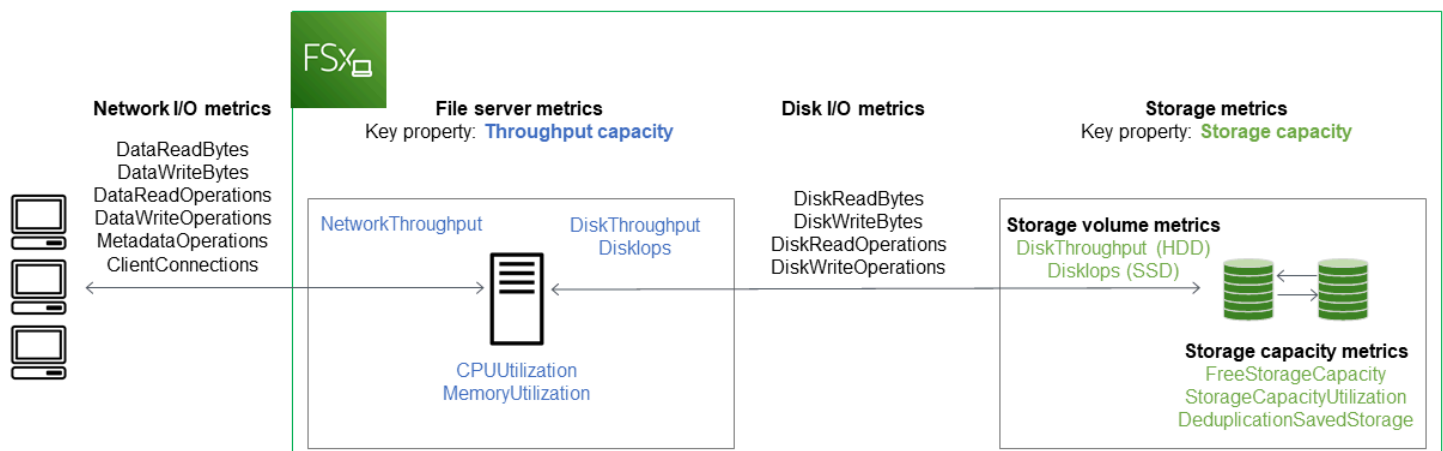 FSx
Network I/O metrics
DataReadBytes
DataWriteBytes
DataReadOperations
DataWriteOperations
MetadataOperations
ClientConnections
File server metrics
Key property: Throughput capacity
NetworkThroughput
DiskThroughput
DiskIops
CPUUtilization
MemoryUtilization
Disk I/O metrics
DiskReadBytes
DiskWriteBytes
DiskReadOperations
DiskWriteOperations
Storage metrics
Key property: Storage capacity
Storage volume metrics
DiskThroughput (HDD)
DiskIops (SSD)
Storage capacity metrics
FreeStorageCapacity
StorageCapacityUtilization
DeduplicationSavedStorage